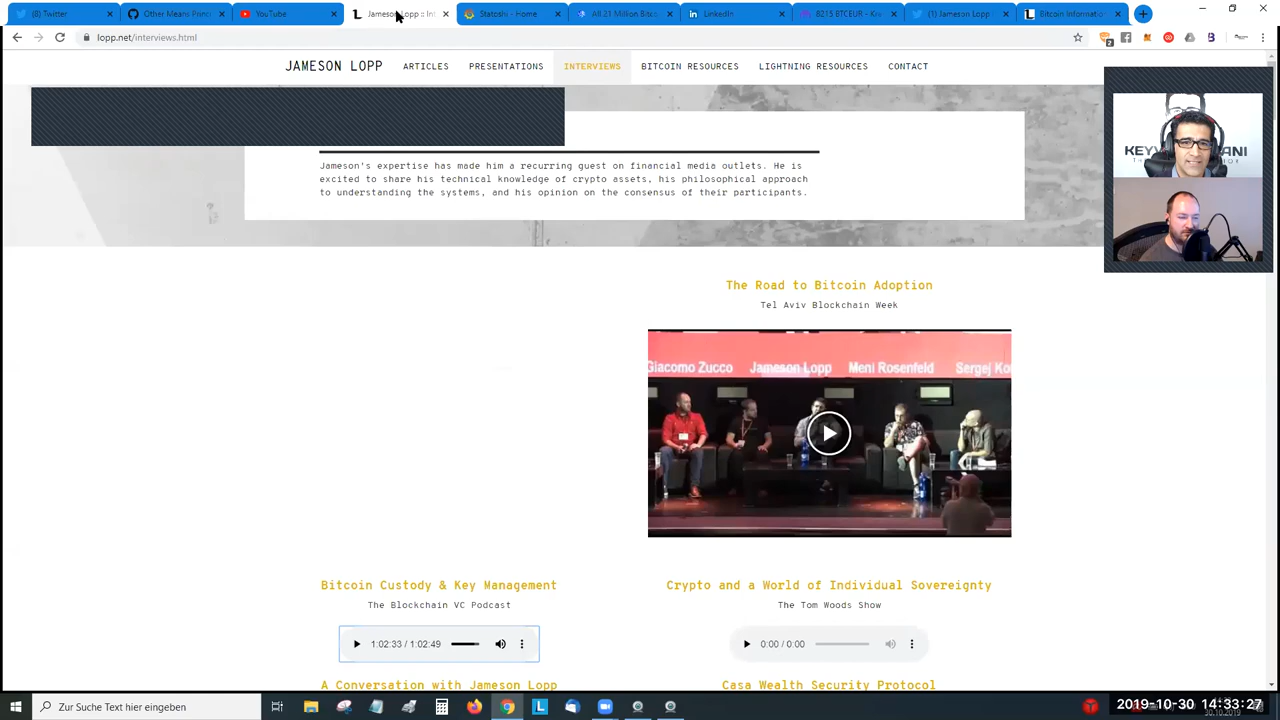 (8) Twitter
Other Means Princ
YouTube
Jameson Lopp :: Int
Statoshi - Home
All 21 Million Bitco
LinkedIn
8215 BTCEUR - Kra
(1) Jameson Lopp
Bitcoin Information
lopp.net/interviews.html
2
JAMESON LOPP
ARTICLES
PRESENTATIONS
INTERVIEWS
BITCOIN RESOURCES
LIGHTNING RESOURCES
CONTACT
Jameson's expertise has made him a recurring guest on financial media outlets. He is
excited to share his technical knowledge of crypto assets, his philosophical approach
to understanding the systems, and his opinion on the consensus of their participants.
The Road to Bitcoin Adoption
Tel Aviv Blockchain Week
Giacomo Zucco Jameson Lopp Meni Rosenfeld Sergej Ko
Bitcoin Custody & Key Management
The Blockchain VC Podcast
1:02:33 / 1:02:49
Crypto and a World of Individual Sovereignty
The Tom Woods Show
0:00 / 0:00
A Conversation with Jameson Lopp
Casa Wealth Security Protocol
Zur Suche Text hier eingeben
2019-10-30 14:33:27